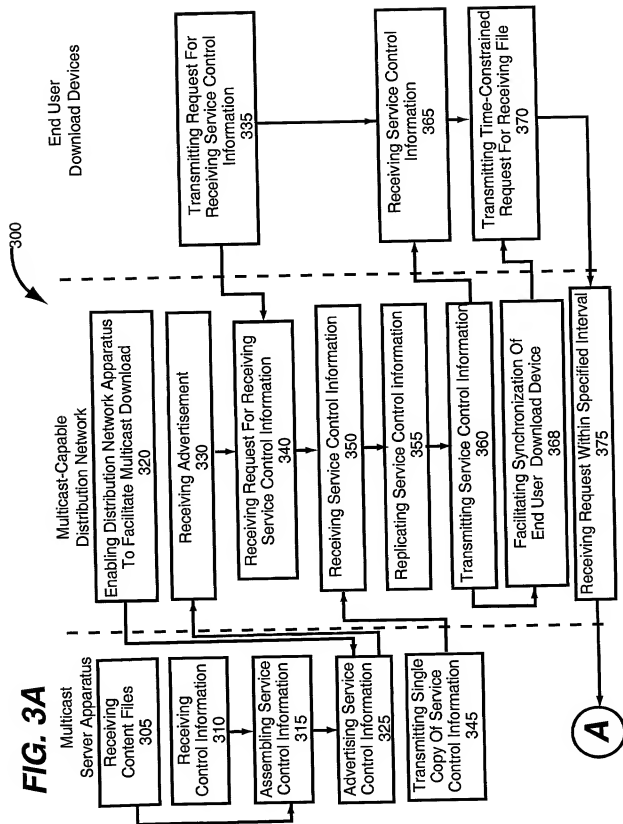 FIG. 3A
300
Multicast
Server Apparatus
Receiving
Content Files
305
Receiving
Control Information
310
Assembling Service
Control Information
315
Advertising Service
Control Information
325
Transmitting Single
Copy Of Service
Control Information
345
Multicast-Capable
Distribution Network
Enabling Distribution Network Apparatus
To Facilitate Multicast Download
320
Receiving Advertisement
330
Receiving Request For Receiving
Service Control Information
340
Receiving Service Control Information
350
Replicating Service Control information
355
Transmitting Service Control Information
360
Facilitating Synchronization Of
End User Download Device
368
Receiving Request Within Specified Interval
375
End User
Download Devices
Transmitting Request For
Receiving Service Control
Information
335
Receiving Service Control
Information
365
Transmitting Time-Constrained
Request For Receiving File
370
A